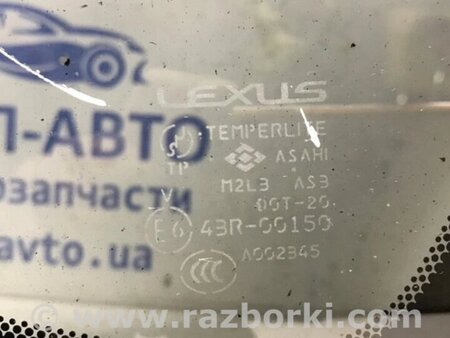 LEXUS
TEMPERLITE
S ASAHI
TP M2L3 AS3
V DOT-20
E6 43R-00150
A002345
CCC
П-АВТО
озапчасти
avto.ua
© www.razborki.com